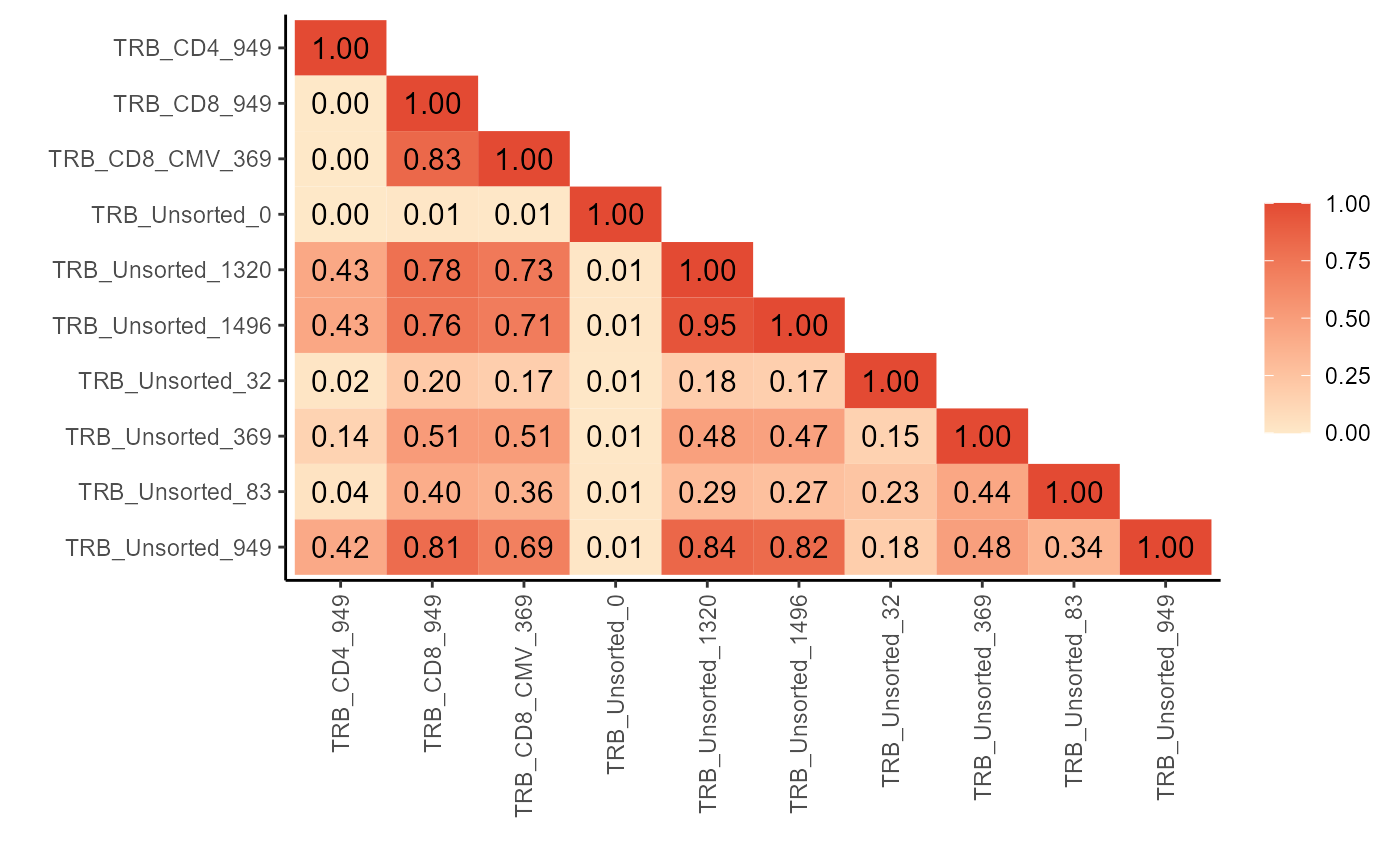 TRB_CD4_949 1.00
TRB_CD8_949 0.00 1.00
TRB_CD8_CMV_369 0.00 0.83 1.00
TRB_Unsorted_0 0.00 0.01 0.01 1.00
TRB_Unsorted_1320 0.43 0.78 0.73 0.01 1.00
TRB_Unsorted_1496 0.43 0.76 0.71 0.01 0.95 1.00
TRB_Unsorted_32 0.02 0.20 0.17 0.01 0.18 0.17 1.00
TRB_Unsorted_369 0.14 0.51 0.51 0.01 0.48 0.47 0.15 1.00
TRB_Unsorted_83 0.04 0.40 0.36 0.01 0.29 0.27 0.23 0.44 1.00
TRB_Unsorted_949 0.42 0.81 0.69 0.01 0.84 0.82 0.18 0.48 0.34 1.00
TRB_CD4_949
TRB_CD8_949
TRB_CD8_CMV_369
TRB_Unsorted_0
TRB_Unsorted_1320
TRB_Unsorted_1496
TRB_Unsorted_32
TRB_Unsorted_369
TRB_Unsorted_83
TRB_Unsorted_949
1.00
0.75
0.50
0.25
0.00